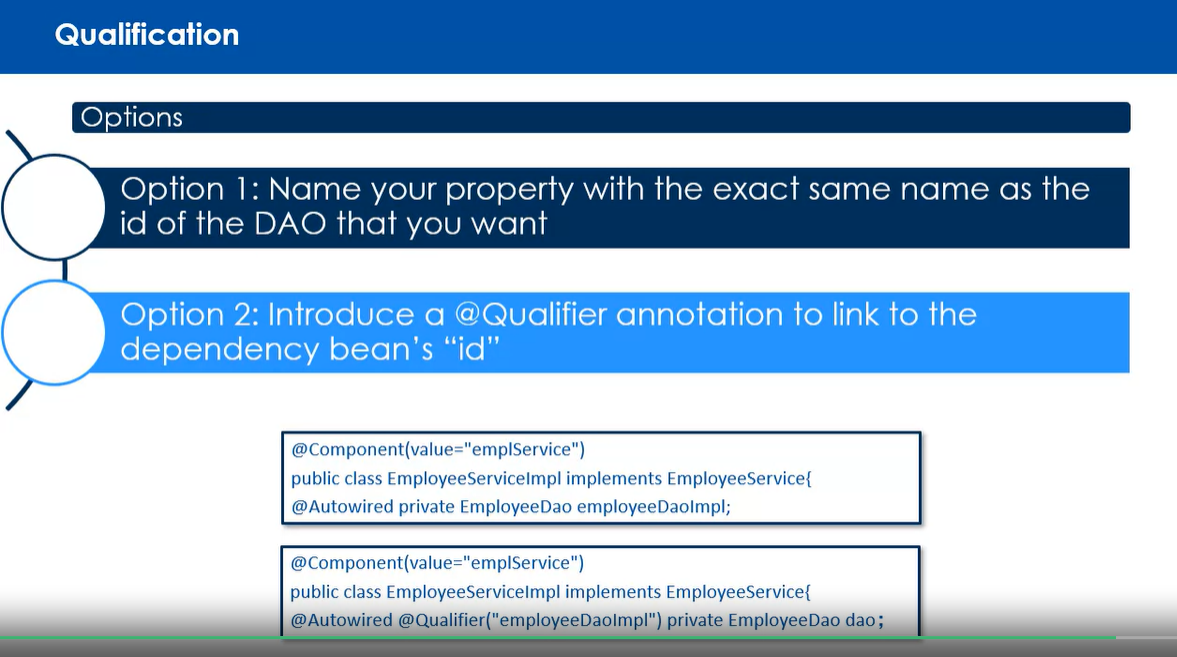 Qualification
Options
Option 1: Name your property with the exact same name as the
id of the DAO that you want
Option 2: Introduce a @Qualifier annotation to link to the
dependency bean’s “id”
@Component(value="emplService")
public class EmployeeServiceImpl implements EmployeeService{
@Autowired private EmployeeDao employeeDaoImpl;
@Component(value="emplService")
public class EmployeeServiceImpl implements EmployeeService{
@Autowired @Qualifier("employeeDaoImpl") private EmployeeDao dao;